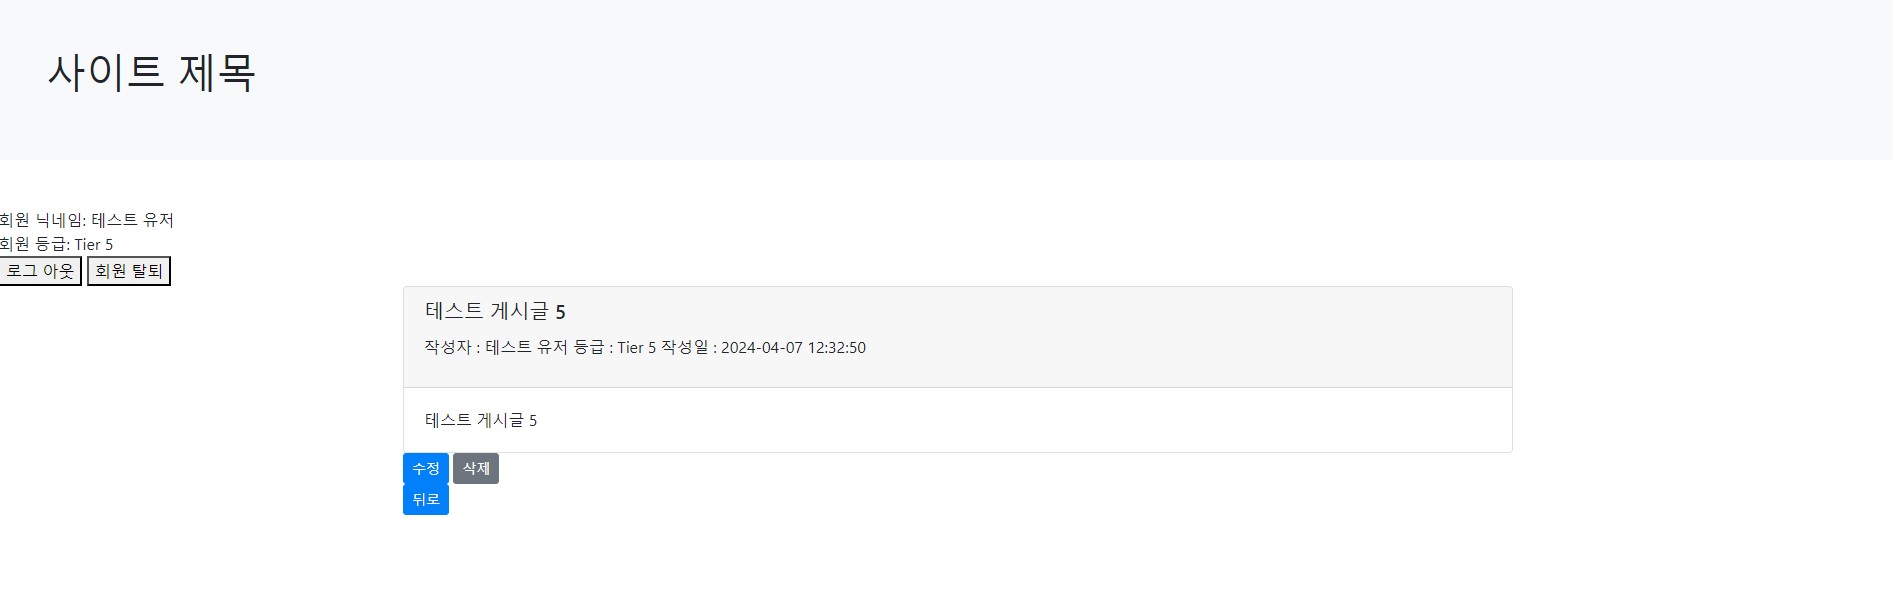 사이트 제목
회원 닉네임: 테스트 유저
회원 등급: Tier 5
로그 아웃 회원 탈퇴
테스트 게시글 5
작성자 : 테스트 유저 등급 : Tier 5 작성일 : 2024-04-07 12:32:50
테스트 게시글 5
수정 삭제
뒤로